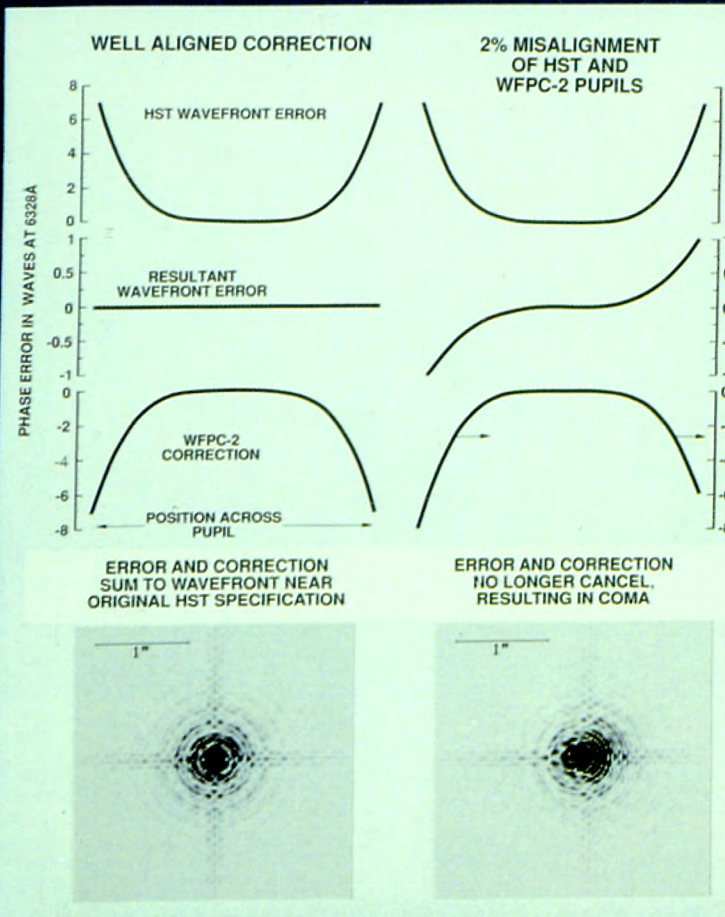 WELL ALIGNED CORRECTION
2% MISALIGNMENT
OF HST AND
WFPC-2 PUPILS
PHASE ERROR IN WAVES AT 6328Å
8
6
4
2
0
HST WAVEFRONT ERROR
1
0.5
0
-0.5
-1
RESULTANT
WAVEFRONT ERROR
0
-2
-4
-6
-8
WFPC-2
CORRECTION
POSITION ACROSS
PUPIL
ERROR AND CORRECTION
SUM TO WAVEFRONT NEAR
ORIGINAL HST SPECIFICATION
ERROR AND CORRECTION
NO LONGER CANCEL,
RESULTING IN COMA
1"
1"